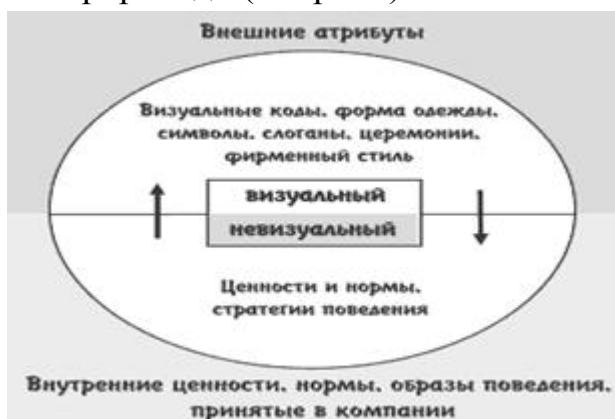 Внешние атрибуты
Визуальные коды, форма одежды,
символы, слоганы, церемонии,
фирменный стиль
визуальный
невизуальный
Ценности и нормы,
стратегии поведения
Внутренние ценности, нормы, образы поведения,
принятые в компании